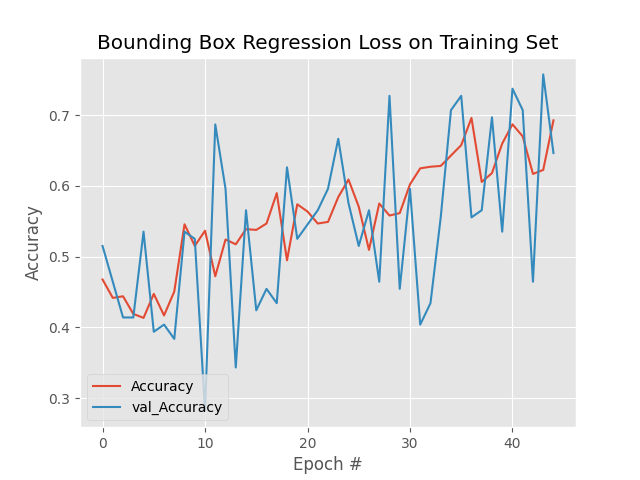 Bounding Box Regression Loss on Training Set
Accuracy
0.7
0.6
0.5
0.4
0.3
Accuracy
val_Accuracy
0 10 20 30 40
Epoch #